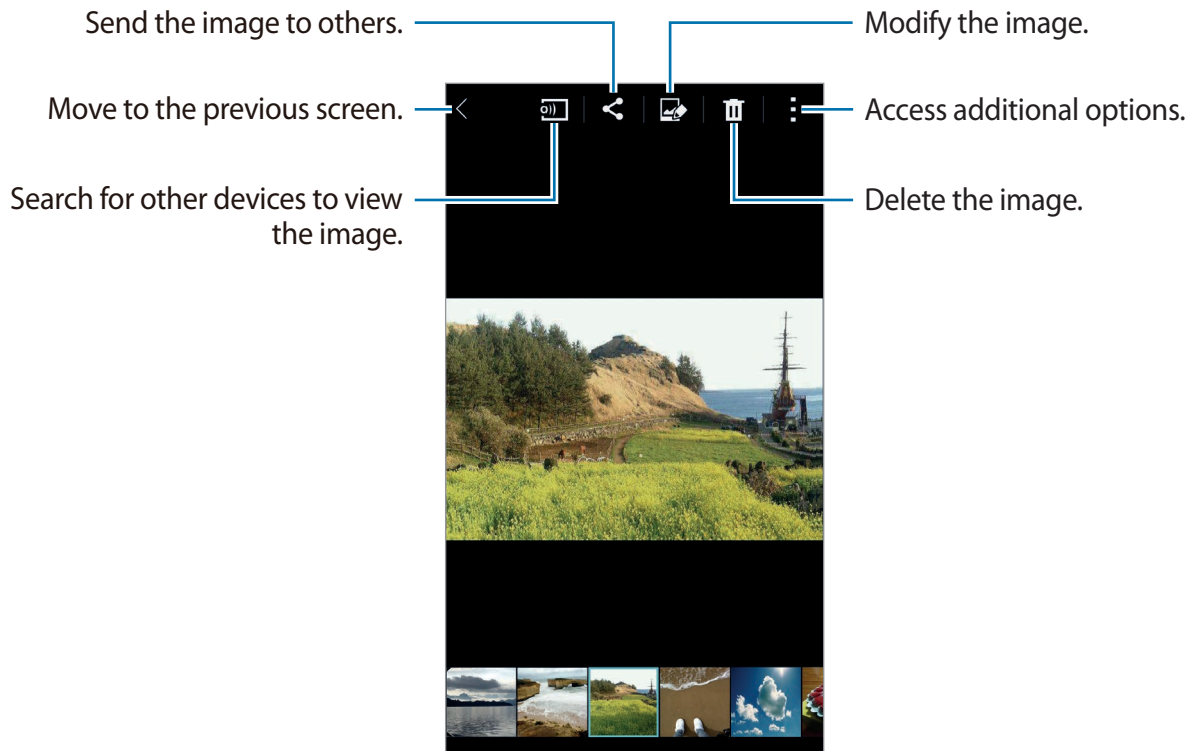 Send the image to others.
Modify the image.
Move to the previous screen.
Access additional options.
Search for other devices to view
the image.
Delete the image.